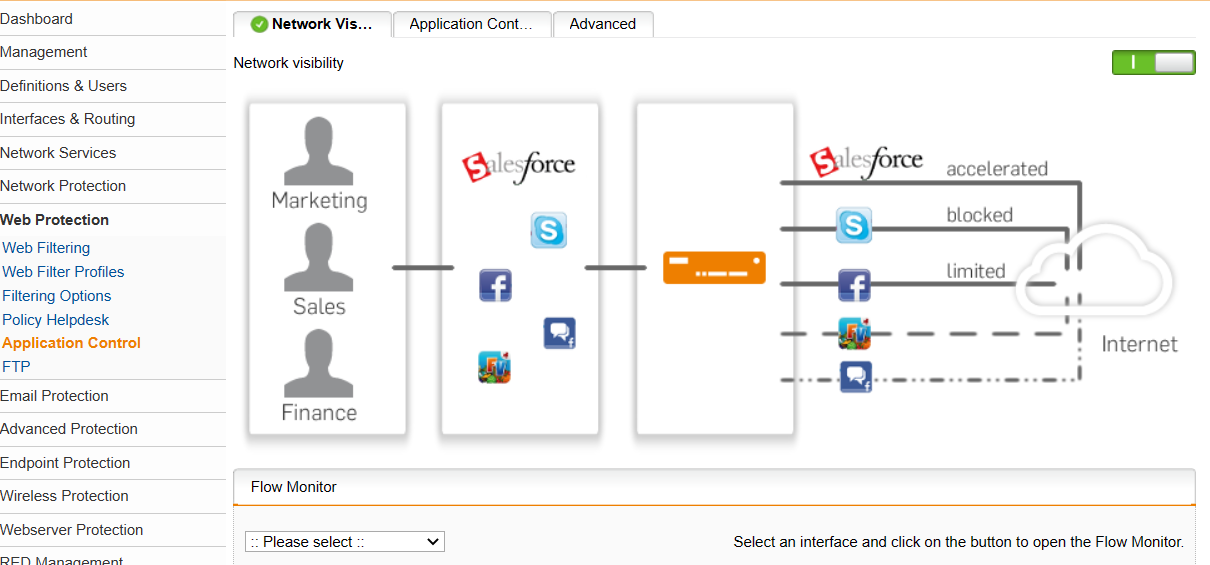 Dashboard
Management
Definitions & Users
Interfaces & Routing
Network Services
Network Protection
Web Protection
Web Filtering
Web Filter Profiles
Filtering Options
Policy Helpdesk
Application Control
FTP
Email Protection
Advanced Protection
Endpoint Protection
Wireless Protection
Webserver Protection
RED Management
Network Vis…
Application Cont…
Advanced
Network visibility
Marketing
Sales
Finance
Salesforce
Salesforce
accelerated
blocked
limited
Internet
Flow Monitor
:: Please select ::
Select an interface and click on the button to open the Flow Monitor.